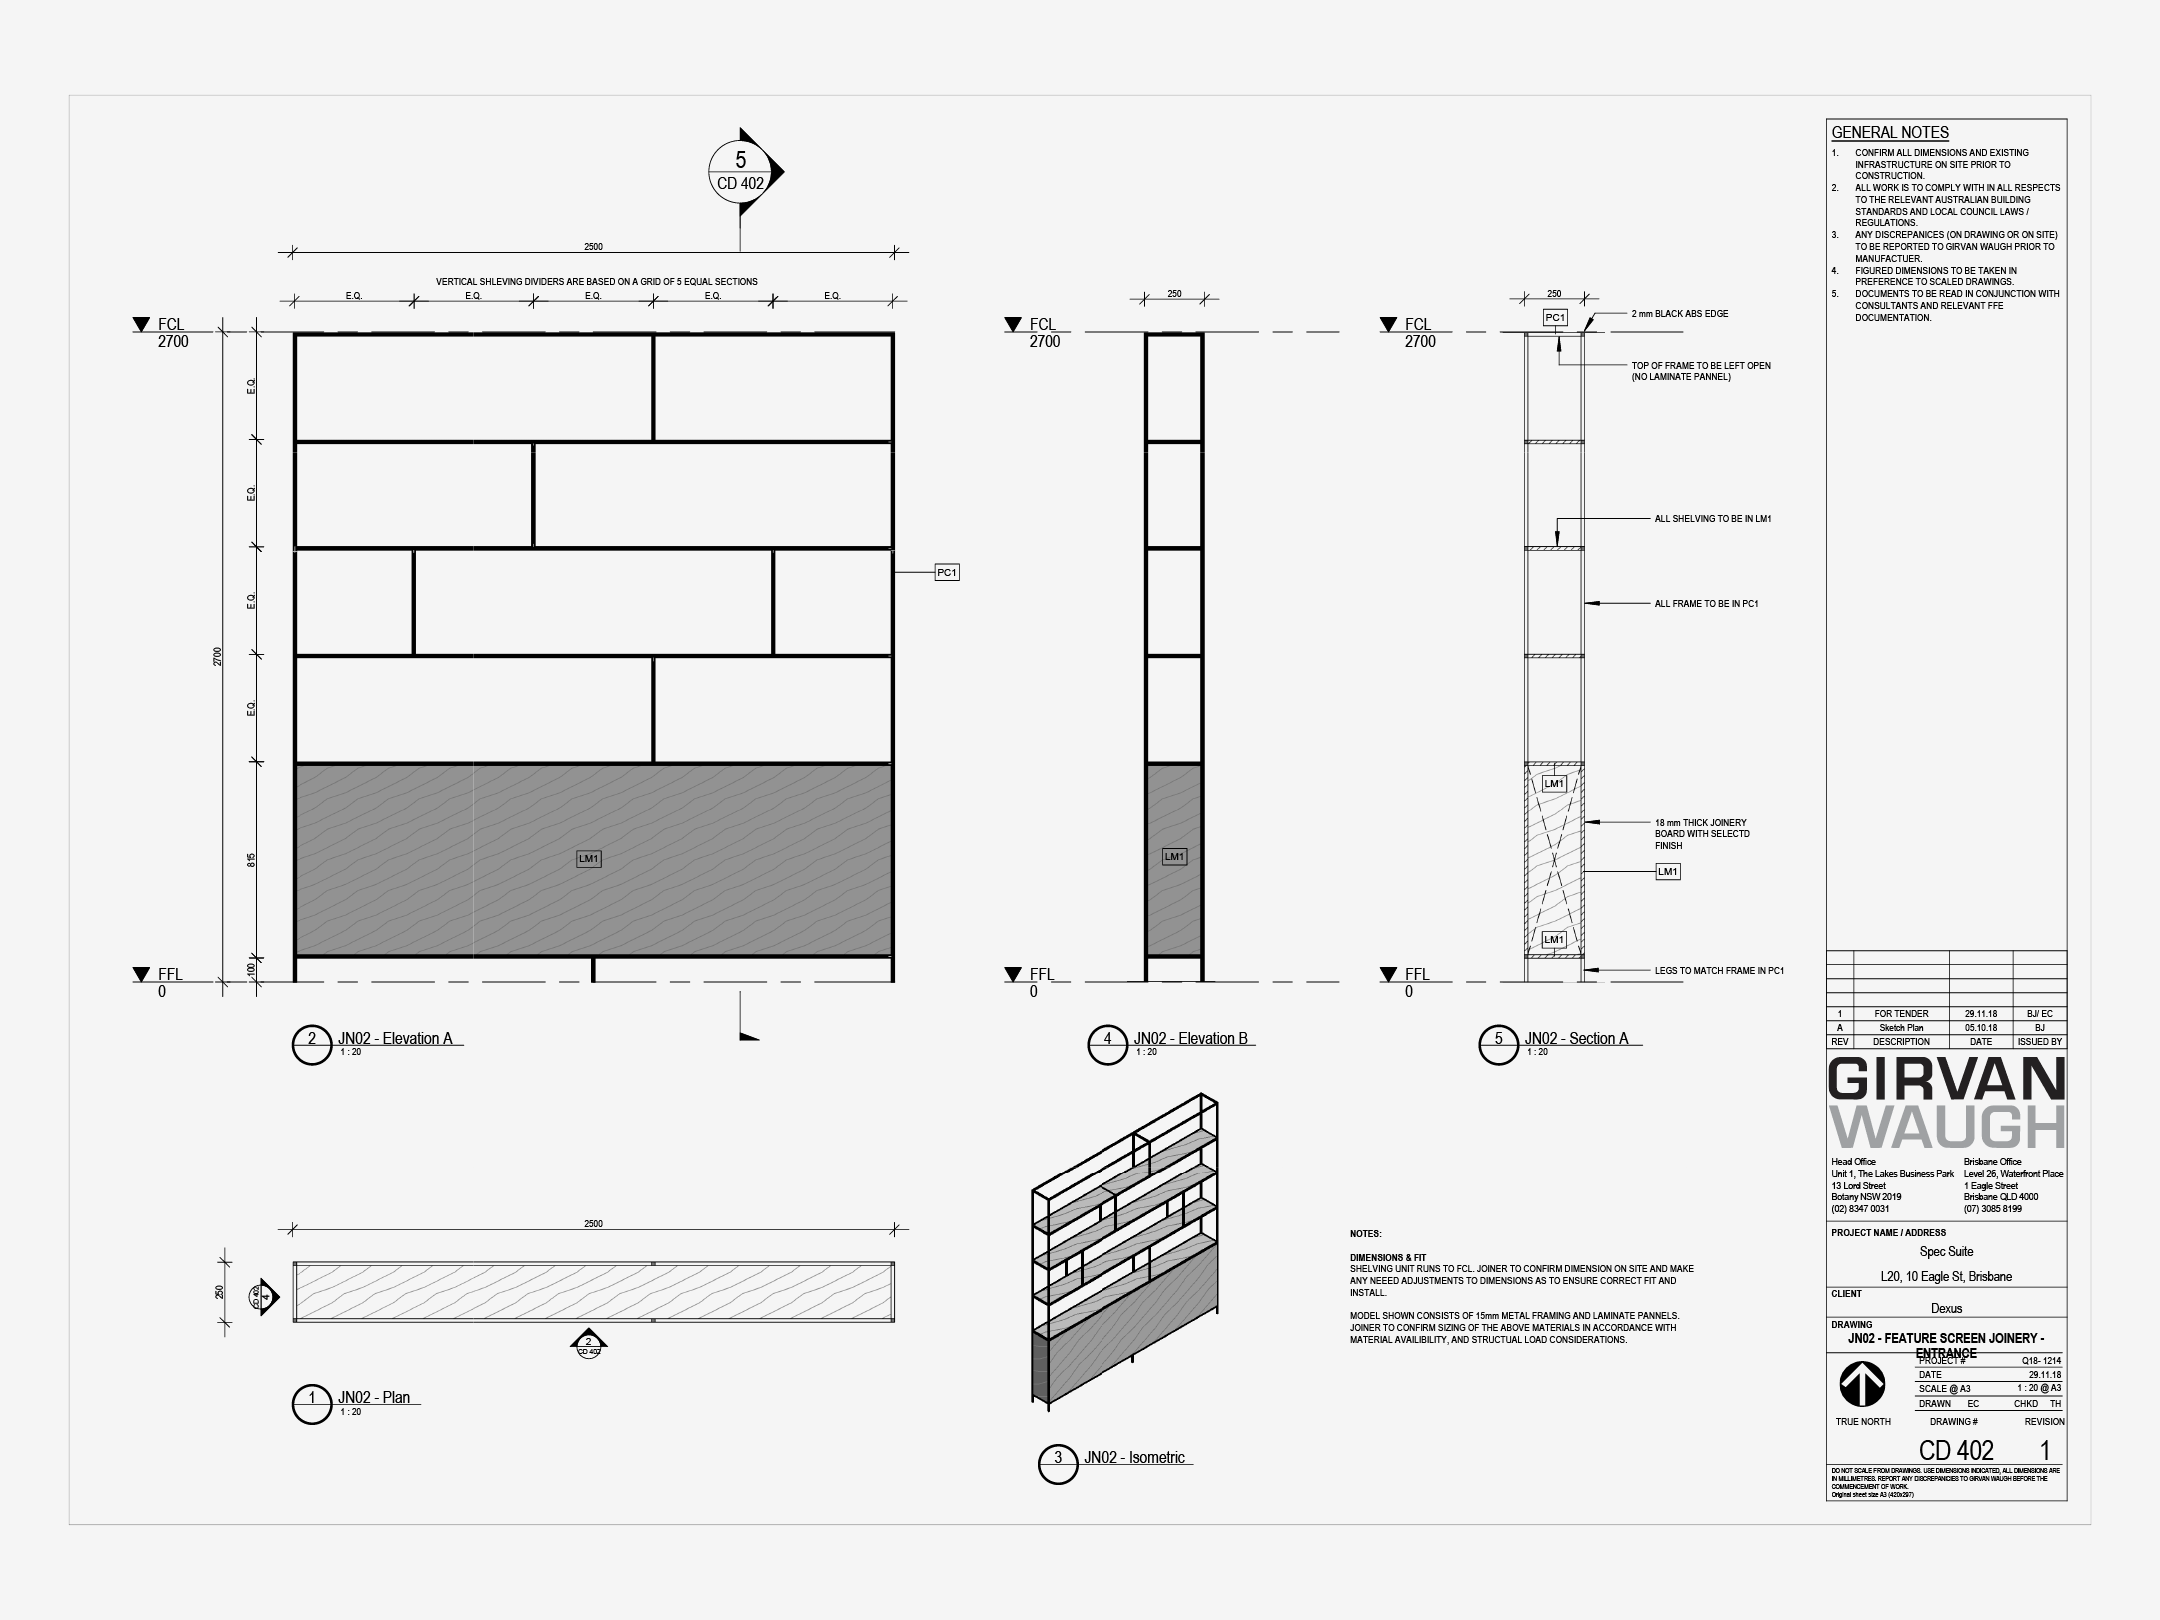 5
CD 402
2500
VERTICAL SHLEVING DIVIDERS ARE BASED ON A GRID OF 5 EQUAL SECTIONS
E.Q.
E.Q.
E.Q.
E.Q.
E.Q.
FCL
2700
E.Q.
E.Q.
E.Q.
E.Q.
2700
815
100
FFL
0
PC1
LM1
2
JN02 - Elevation A
1 : 20
250
FCL
2700
LM1
FFL
0
4
JN02 - Elevation B
1 : 20
250
FCL
2700
PC1
2 mm BLACK ABS EDGE
TOP OF FRAME TO BE LEFT OPEN
(NO LAMINATE PANNEL)
ALL SHELVING TO BE IN LM1
ALL FRAME TO BE IN PC1
LM1
18 mm THICK JOINERY
BOARD WITH SELECTD
FINISH
LM1
LM1
LEGS TO MATCH FRAME IN PC1
FFL
0
5
JN02 - Section A
1 : 20
2500
250
4
CD 402
2
CD 402
1
JN02 - Plan
1 : 20
3
JN02 - Isometric
NOTES:
DIMENSIONS & FIT
SHELVING UNIT RUNS TO FCL. JOINER TO CONFIRM DIMENSION ON SITE AND MAKE
ANY NEEED ADJUSTMENTS TO DIMENSIONS AS TO ENSURE CORRECT FIT AND
INSTALL.
MODEL SHOWN CONSISTS OF 15mm METAL FRAMING AND LAMINATE PANNELS.
JOINER TO CONFIRM SIZING OF THE ABOVE MATERIALS IN ACCORDANCE WITH
MATERIAL AVAILIBILITY, AND STRUCTUAL LOAD CONSIDERATIONS.
GENERAL NOTES
1. CONFIRM ALL DIMENSIONS AND EXISTING
INFRASTRUCTURE ON SITE PRIOR TO
CONSTRUCTION.
2. ALL WORK IS TO COMPLY WITH IN ALL RESPECTS
TO THE RELEVANT AUSTRALIAN BUILDING
STANDARDS AND LOCAL COUNCIL LAWS /
REGULATIONS.
3. ANY DISCREPANICES (ON DRAWING OR ON SITE)
TO BE REPORTED TO GIRVAN WAUGH PRIOR TO
MANUFACTUER.
4. FIGURED DIMENSIONS TO BE TAKEN IN
PREFERENCE TO SCALED DRAWINGS.
5. DOCUMENTS TO BE READ IN CONJUNCTION WITH
CONSULTANTS AND RELEVANT FFE
DOCUMENTATION.
1 FOR TENDER 29.11.18 BJ/ EC
A Sketch Plan 05.10.18 BJ
REV DESCRIPTION DATE ISSUED BY
GIRVAN
WAUGH
Head Office Brisbane Office
Unit 1, The Lakes Business Park Level 26, Waterfront Place
13 Lord Street 1 Eagle Street
Botany NSW 2019 Brisbane QLD 4000
(02) 8347 0031 (07) 3085 8199
PROJECT NAME / ADDRESS
Spec Suite
L20, 10 Eagle St, Brisbane
CLIENT
Dexus
DRAWING
JN02 - FEATURE SCREEN JOINERY -
ENTRANCE
PROJECT # Q18- 1214
DATE 29.11.18
SCALE @ A3 1 : 20 @ A3
DRAWN EC CHKD TH
TRUE NORTH DRAWING # REVISION
CD 402 1
DO NOT SCALE FROM DRAWINGS. USE DIMENSIONS INDICATED, ALL DIMENSIONS ARE
IN MILLIMETRES. REPORT ANY DISCREPANICIES TO GIRVAN WAUGH BEFORE THE
COMMENCEMENT OF WORK.
Original sheet size A3 (420x297)